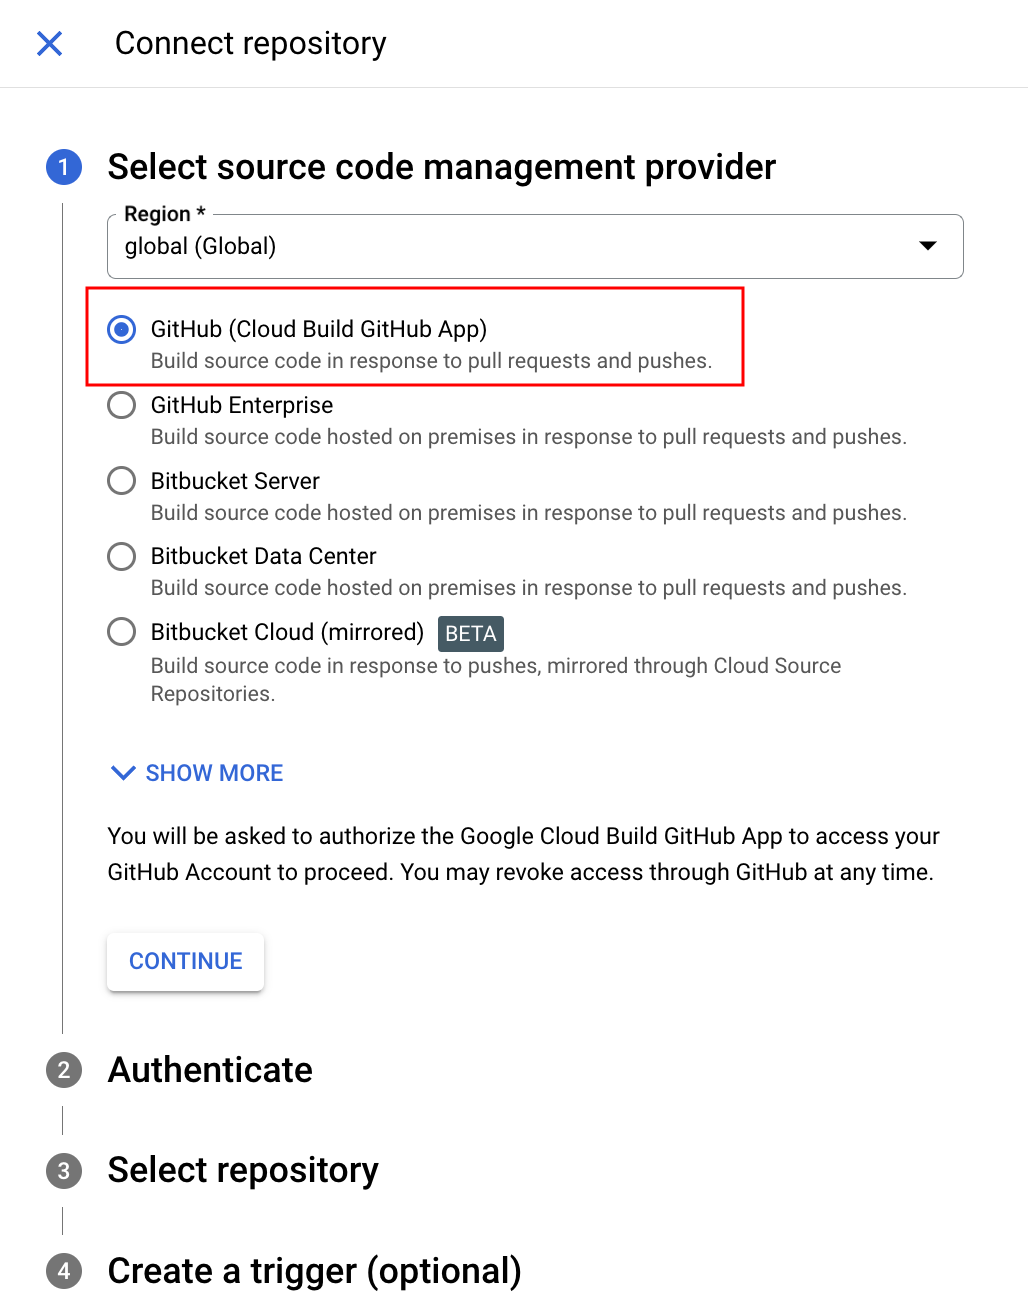 Connect repository
1 Select source code management provider
Region *
global (Global)
GitHub (Cloud Build GitHub App)
Build source code in response to pull requests and pushes.
GitHub Enterprise
Build source code hosted on premises in response to pull requests and pushes.
Bitbucket Server
Build source code hosted on premises in response to pull requests and pushes.
Bitbucket Data Center
Build source code hosted on premises in response to pull requests and pushes.
Bitbucket Cloud (mirrored) BETA
Build source code in response to pushes, mirrored through Cloud Source
Repositories.
SHOW MORE
You will be asked to authorize the Google Cloud Build GitHub App to access your
GitHub Account to proceed. You may revoke access through GitHub at any time.
CONTINUE
2 Authenticate
3 Select repository
4 Create a trigger (optional)